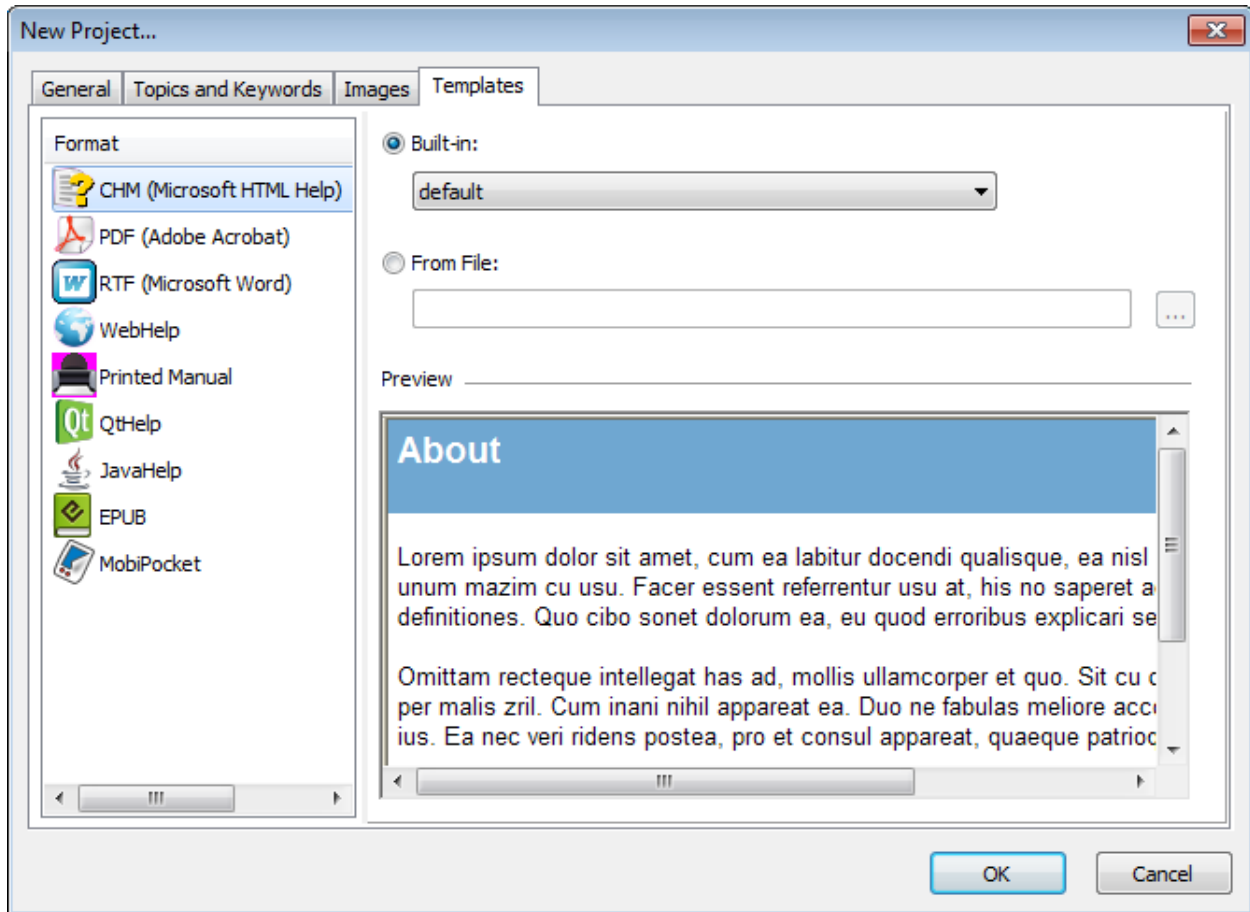 New Project...
General
Topics and Keywords
Images
Templates
Format
CHM (Microsoft HTML Help)
PDF (Adobe Acrobat)
RTF (Microsoft Word)
WebHelp
Printed Manual
QtHelp
JavaHelp
EPUB
MobiPocket
Built-in:
default
From File:
...
Preview
About
Lorem ipsum dolor sit amet, cum ea labitur docendi qualisque, ea nisl
unum mazim cu usu. Facer essent referrentur usu at, his no saperet
definitiones. Quo cibo sonet dolorum ea, eu quod erroribus explicari
Omittam recteque intellegat has ad, mollis ullamcorper et quo. Sit cu
per malis zril. Cum inani nihil appareat ea. Duo ne fabulas meliore
ius. Ea nec veri ridens postea, pro et consul appareat, quaeque
OK
Cancel